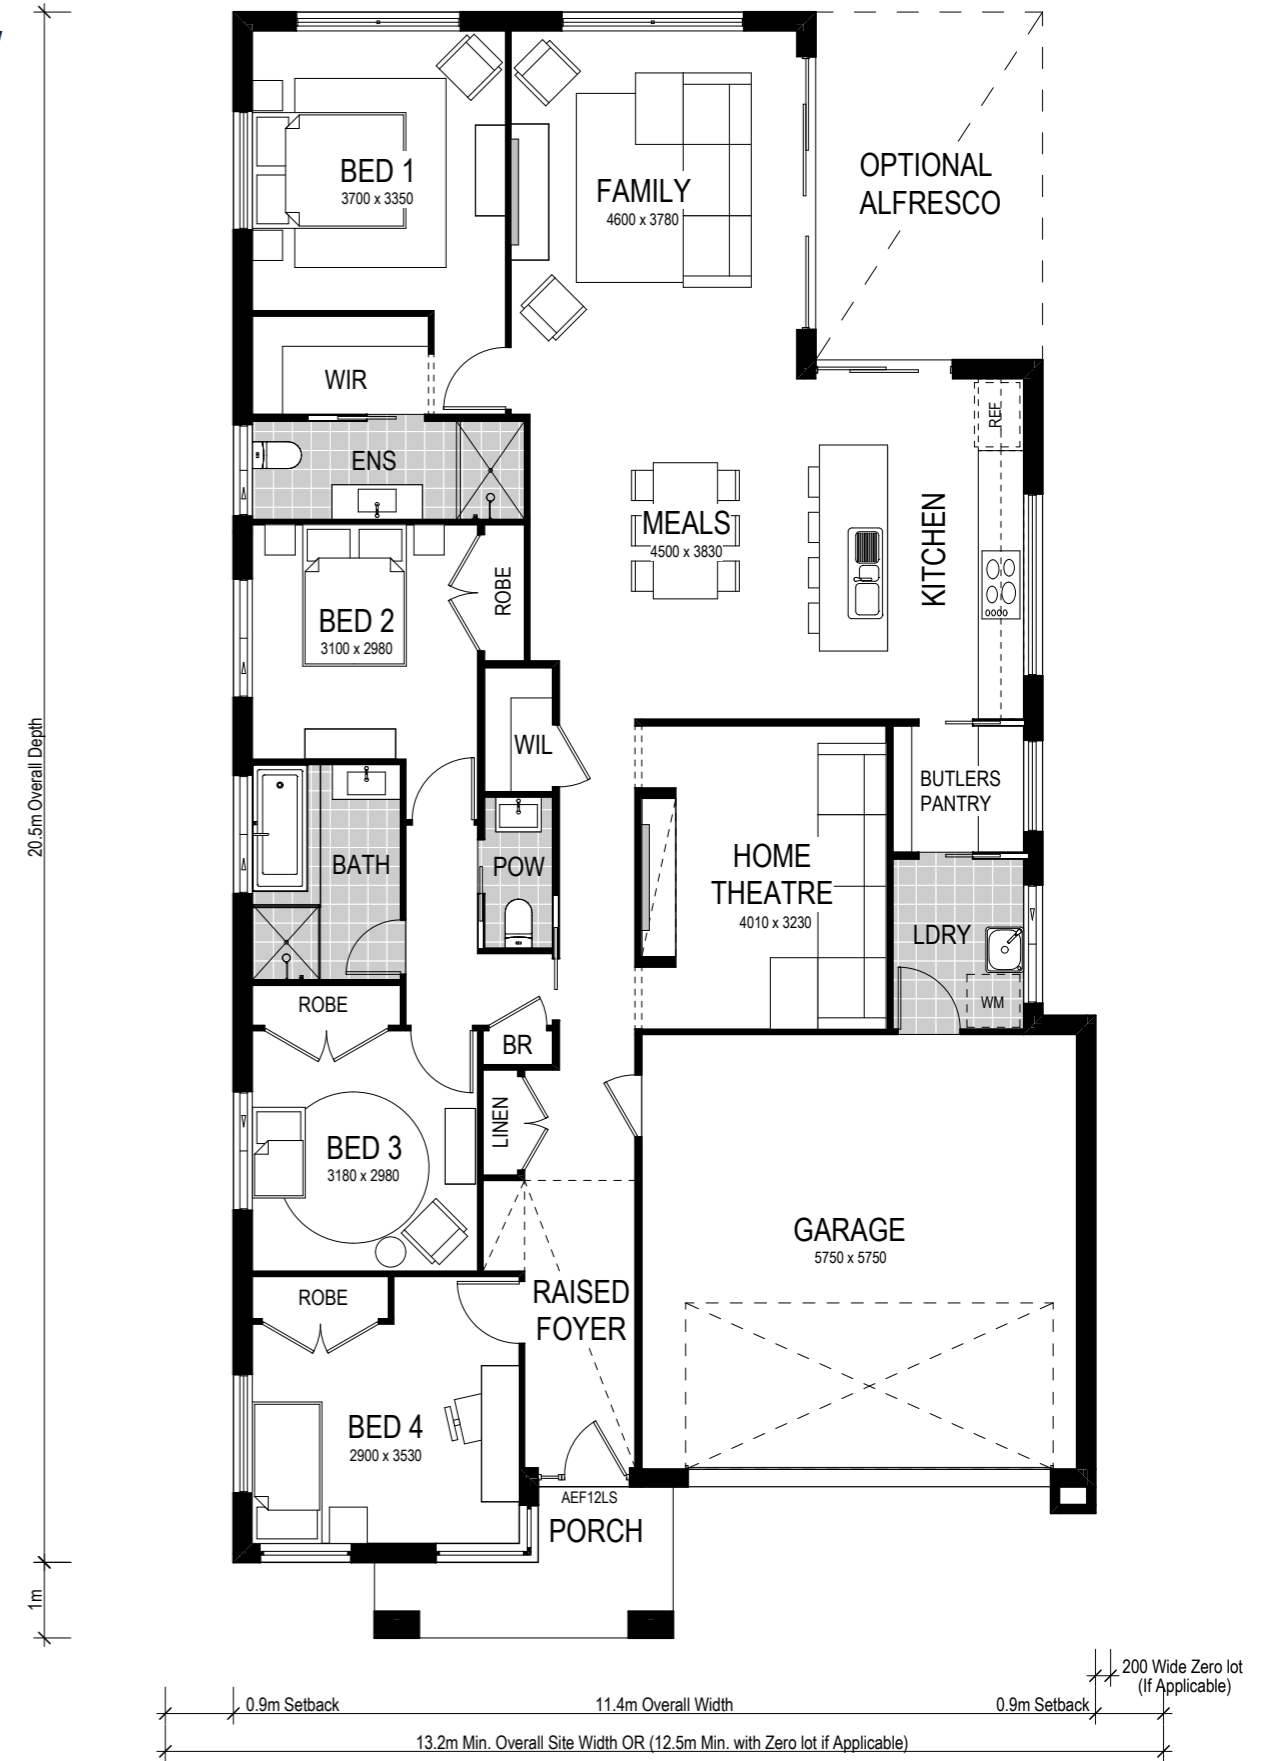 BED 1
3700 x 3350
FAMILY
4600 x 3780
OPTIONAL
ALFRESCO
WIR
REF
ENS
MEALS
4500 x 3830
KITCHEN
ROBE
BED 2
3100 x 2980
WIL
BUTLERS
PANTRY
20.5m Overall Depth
BATH
POW
HOME
THEATRE
4010 x 3230
LDRY
WM
ROBE
BR
LINEN
BED 3
3180 x 2980
GARAGE
5750 x 5750
ROBE
RAISED
FOYER
BED 4
2900 x 3530
AEF12LS
PORCH
1m
200 Wide Zero lot
(If Applicable)
0.9m Setback
11.4m Overall Width
0.9m Setback
13.2m Min. Overall Site Width OR (12.5m Min. with Zero lot if Applicable)